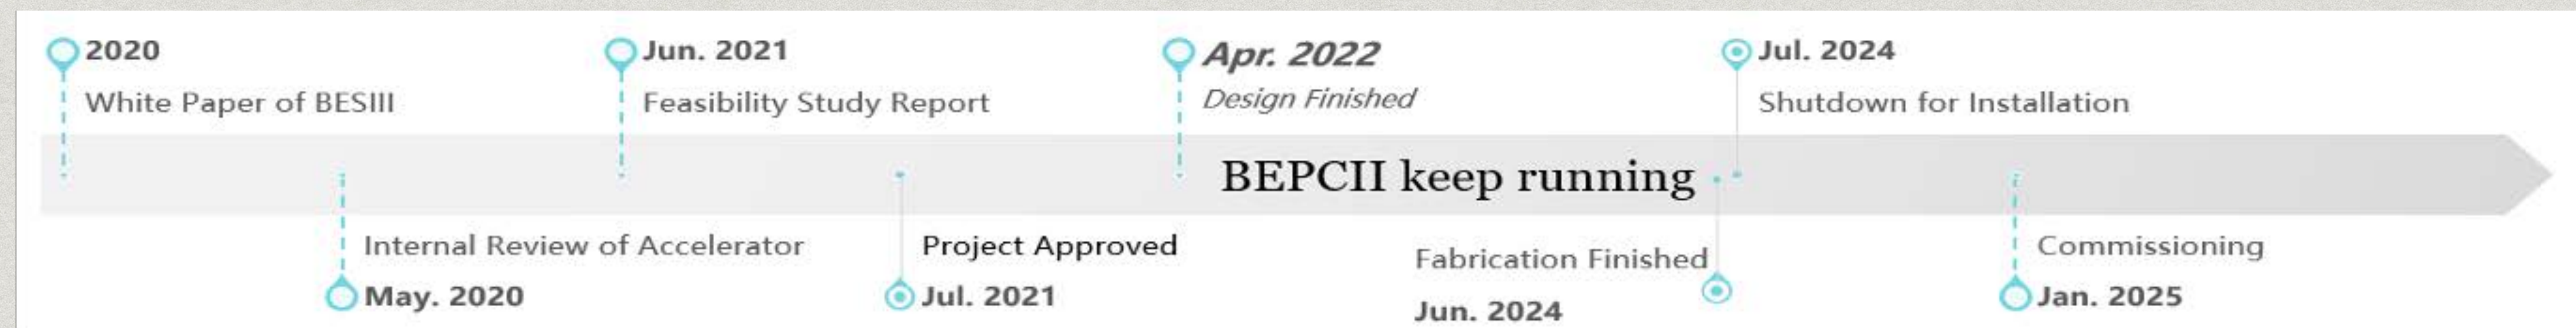 2020
White Paper of BESIII
Jun. 2021
Feasibility Study Report
Apr. 2022
Design Finished
Jul. 2024
Shutdown for Installation
BEPCII keep running
Internal Review of Accelerator
May. 2020
Project Approved
Jul. 2021
Fabrication Finished
Jun. 2024
Commissioning
Jan. 2025